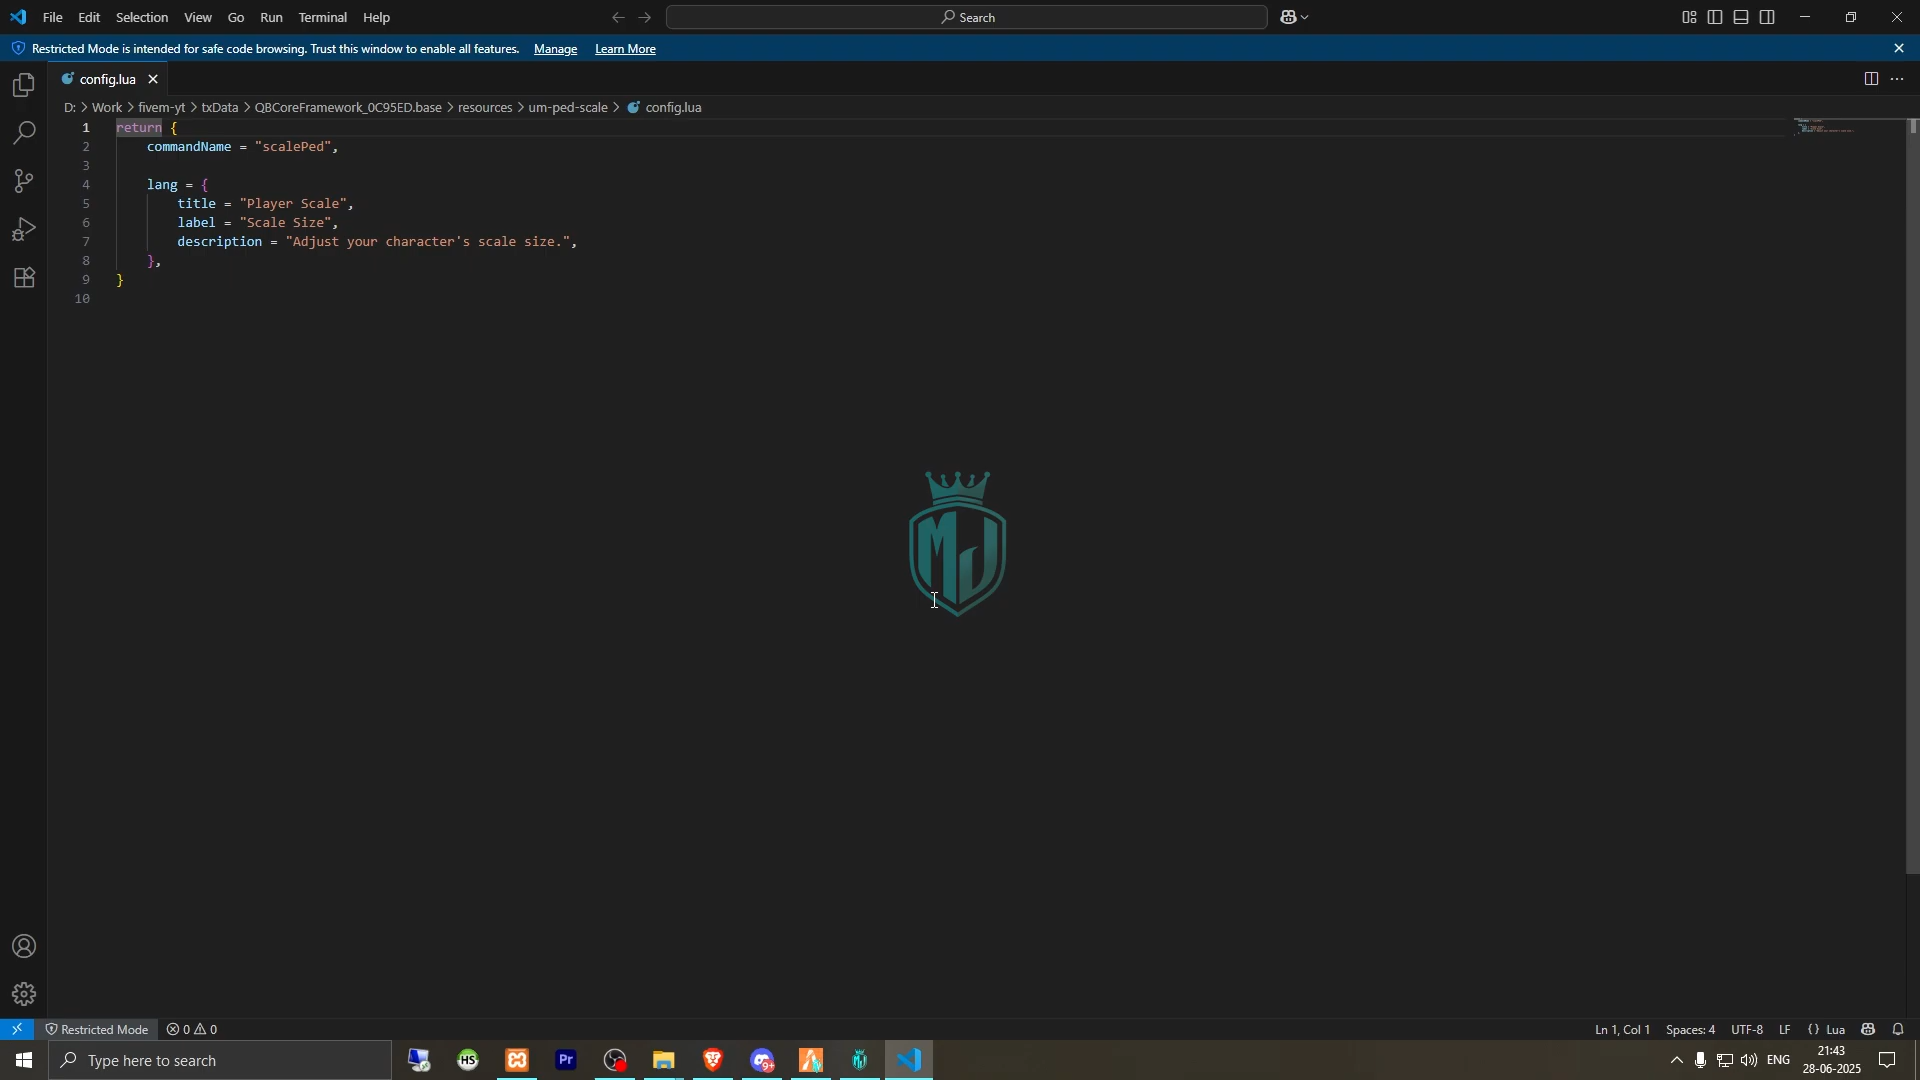 File Edit Selection View Go Run Terminal Help
Search
Restricted Mode is intended for safe code browsing. Trust this window to enable all features. Manage Learn More
config.lua
D: > Work > fivem-yt > txData > QBCoreFramework_0C95ED.base > resources > um-ped-scale > config.lua
1 return {
2 commandName = "scalePed",
3
4 lang = {
5 title = "Player Scale",
6 label = "Scale Size",
7 description = "Adjust your character's scale size.",
8 },
9 }
10
MJ
Restricted Mode 0 0 Ln 1, Col 1 Spaces: 4 UTF-8 LF {} Lua
Type here to search HS Pr 9+ ENG 21:43
28-06-2025